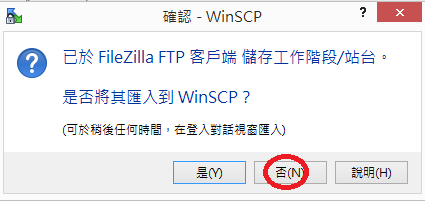 確認 - WinSCP
?
已於 FileZilla FTP 客戶端 儲存工作階段/站台。
是否將其匯入到 WinSCP？
(可於稍後任何時間，在登入對話視窗匯入)
是(Y) 否(N) 說明(H)